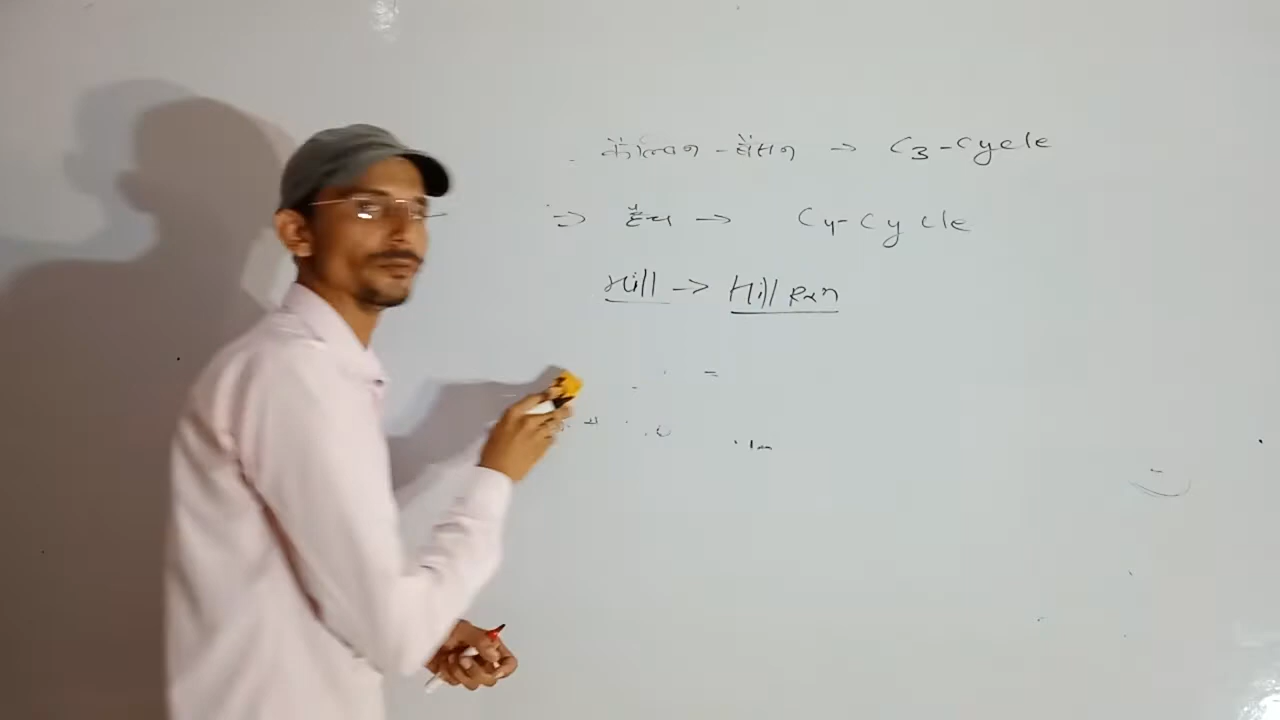 कैल्विन - बेंसन → C3-Cycle
⇒ हैच → C4-Cycle
Hill → Hill Rxn